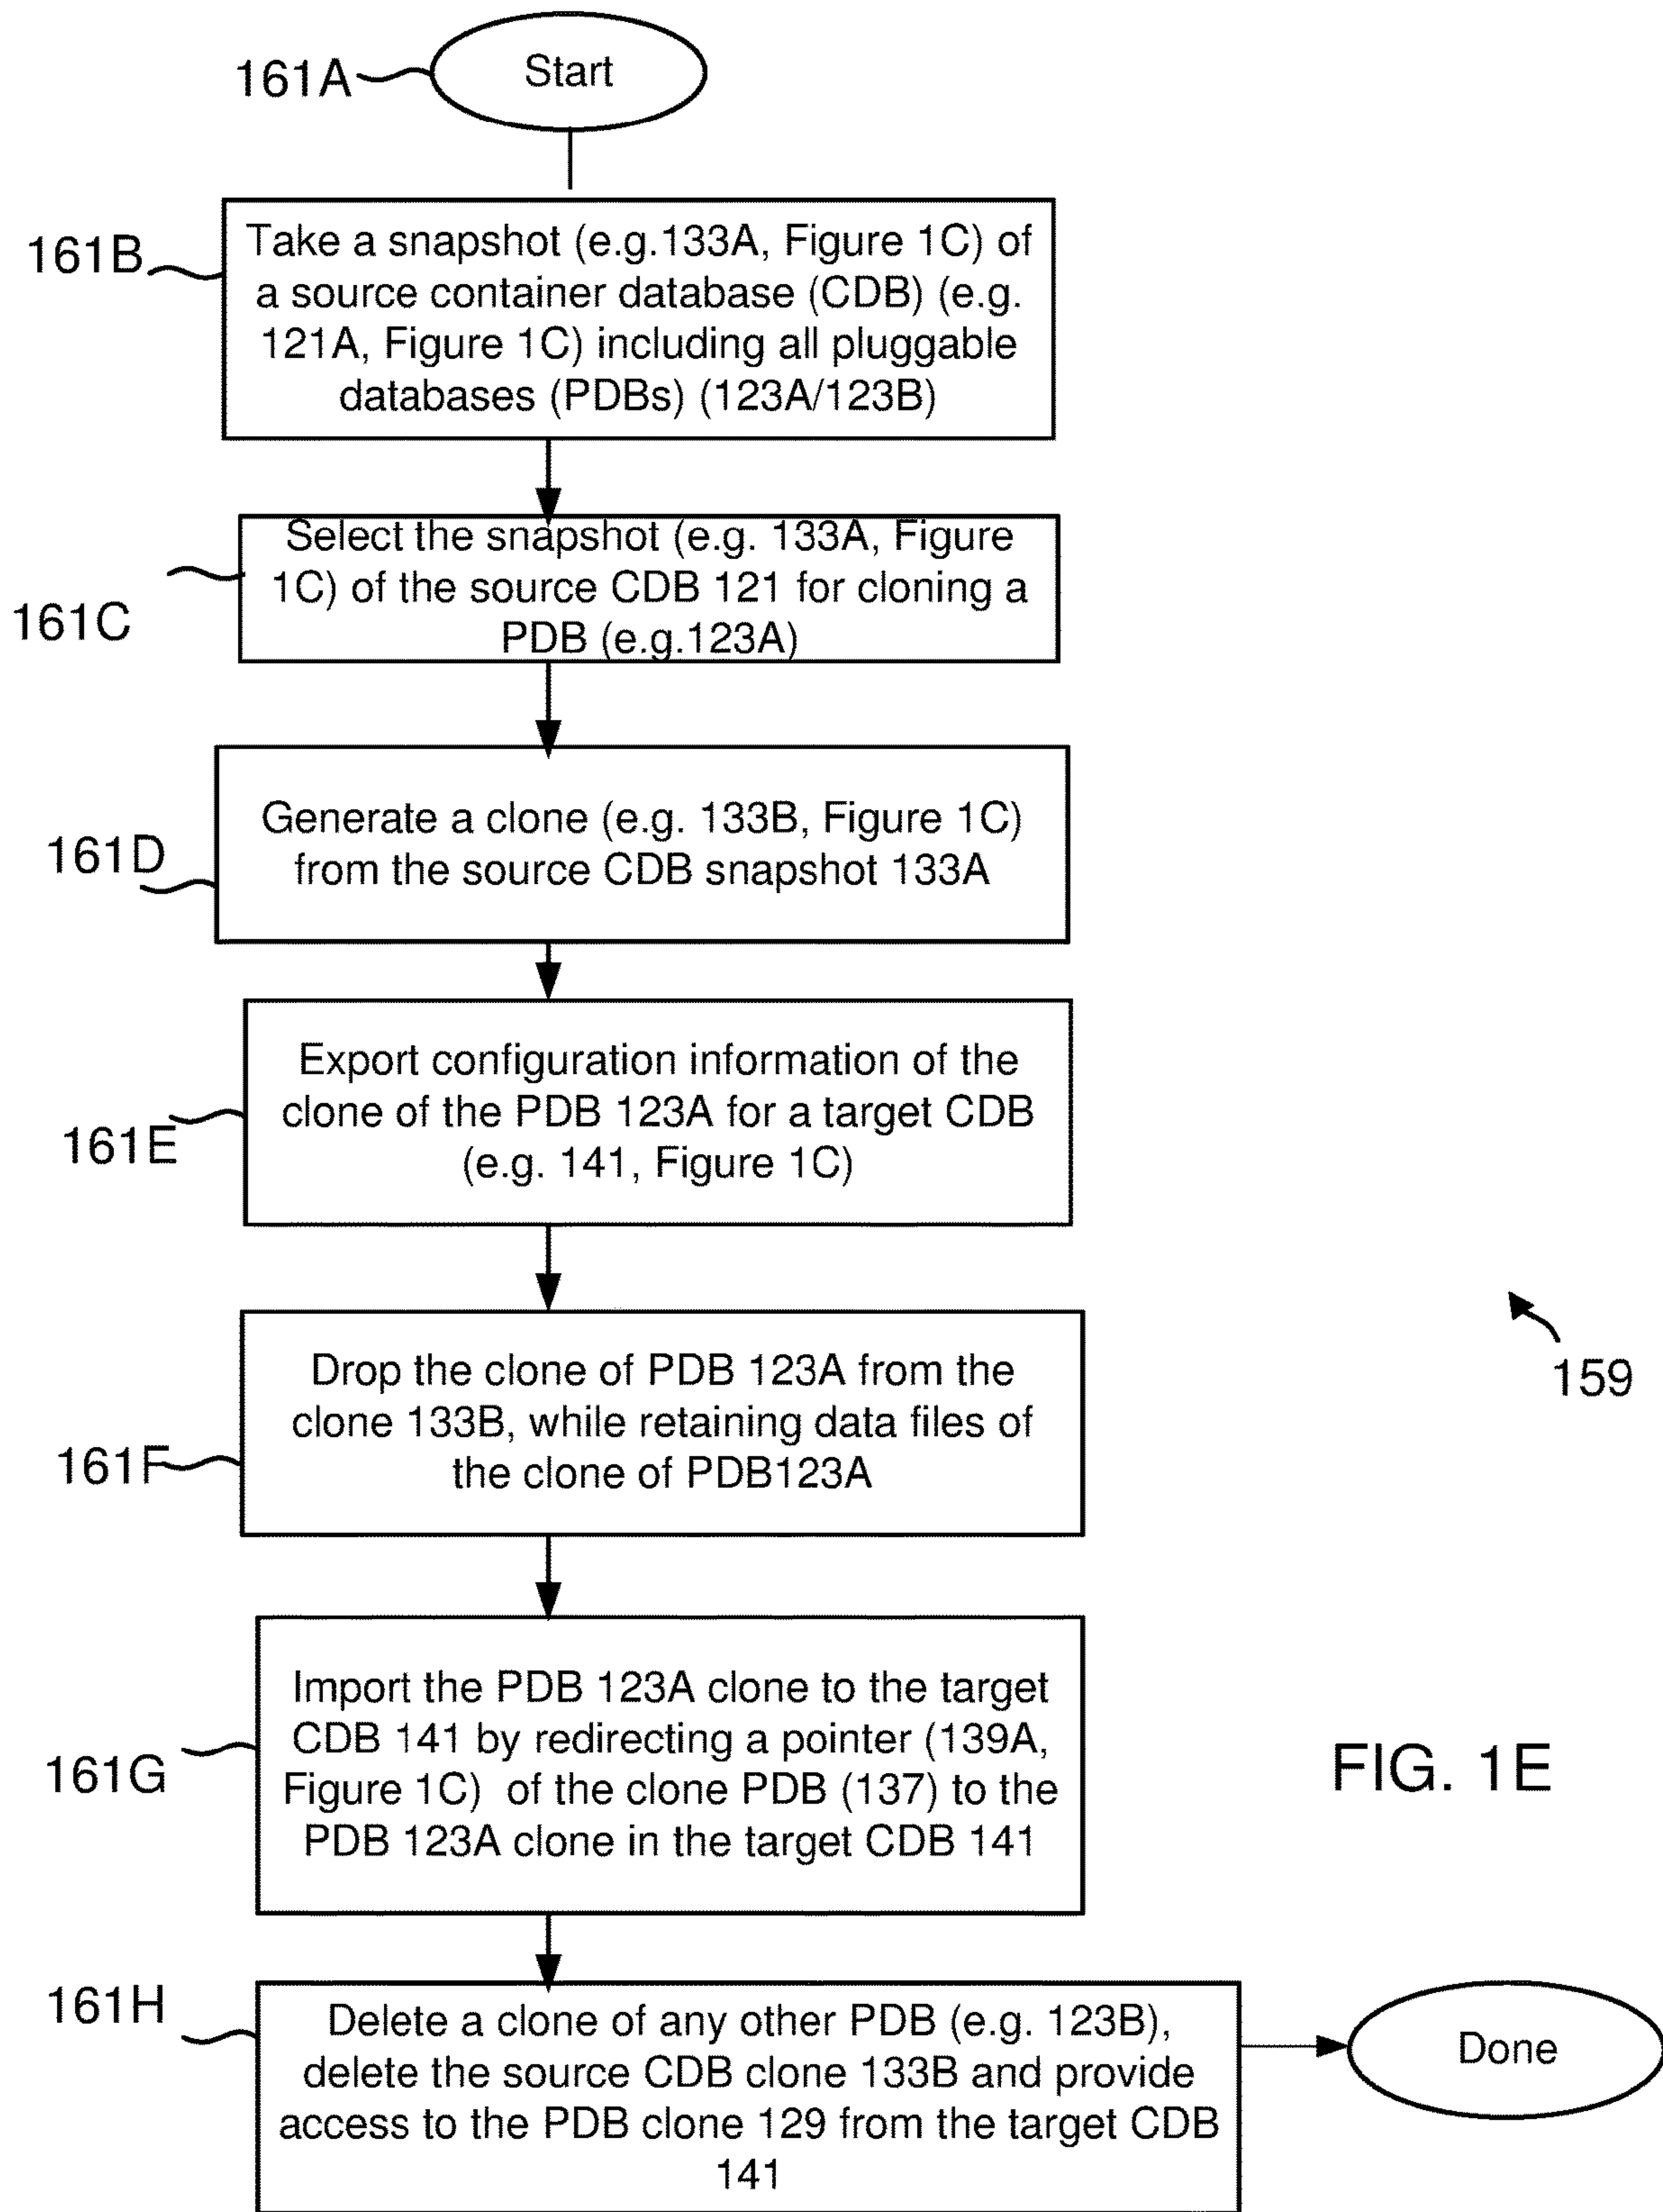 161A
Start
161B
Take a snapshot (e.g.133A, Figure 1C) of
a source container database (CDB) (e.g.
121A, Figure 1C) including all pluggable
databases (PDBs) (123A/123B)
161C
Select the snapshot (e.g. 133A, Figure
1C) of the source CDB 121 for cloning a
PDB (e.g.123A)
161D
Generate a clone (e.g. 133B, Figure 1C)
from the source CDB snapshot 133A
161E
Export configuration information of the
clone of the PDB 123A for a target CDB
(e.g. 141, Figure 1C)
161F
Drop the clone of PDB 123A from the
clone 133B, while retaining data files of
the clone of PDB123A
159
161G
Import the PDB 123A clone to the target
CDB 141 by redirecting a pointer (139A,
Figure 1C) of the clone PDB (137) to the
PDB 123A clone in the target CDB 141
FIG. 1E
161H
Delete a clone of any other PDB (e.g. 123B),
delete the source CDB clone 133B and provide
access to the PDB clone 129 from the target CDB
141
Done